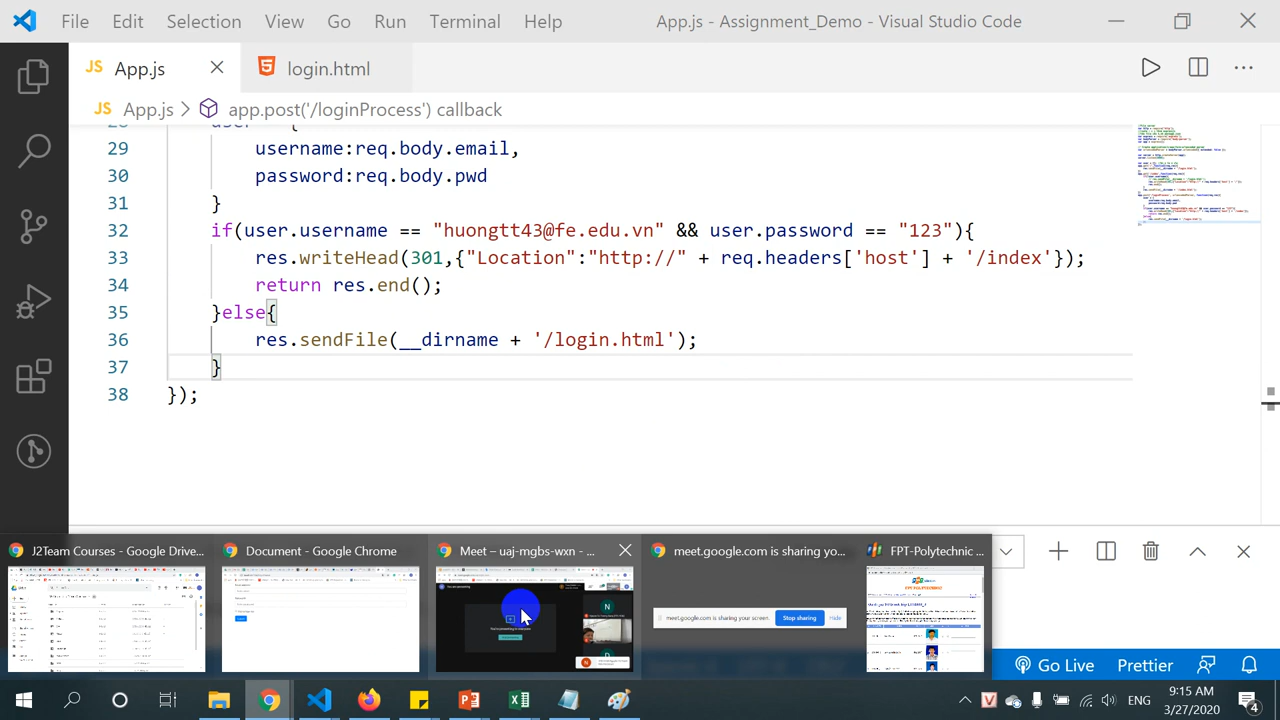 File Edit Selection View Go Run Terminal Help App.js - Assignment_Demo - Visual Studio Code
JS App.js login.html
JS App.js > app.post('/loginProcess') callback
29 username:req.body
30 password:req.body
31 }
32 if(user.username == "huongtt43@fe.edu.vn" && user.password == "123"){
33 res.writeHead(301,{"Location":"http://" + req.headers['host'] + '/index'});
34 return res.end();
35 }else{
36 res.sendFile(__dirname + '/login.html');
37 }
38 });
J2Team Courses - Google Drive... Document - Google Chrome Meet – uaj-mgbs-wxn - ... meet.google.com is sharing yo... FPT-Polytechnic ...
meet.google.com is sharing your screen. Stop sharing Hide
Go Live Prettier
ENG 9:15 AM
3/27/2020
4